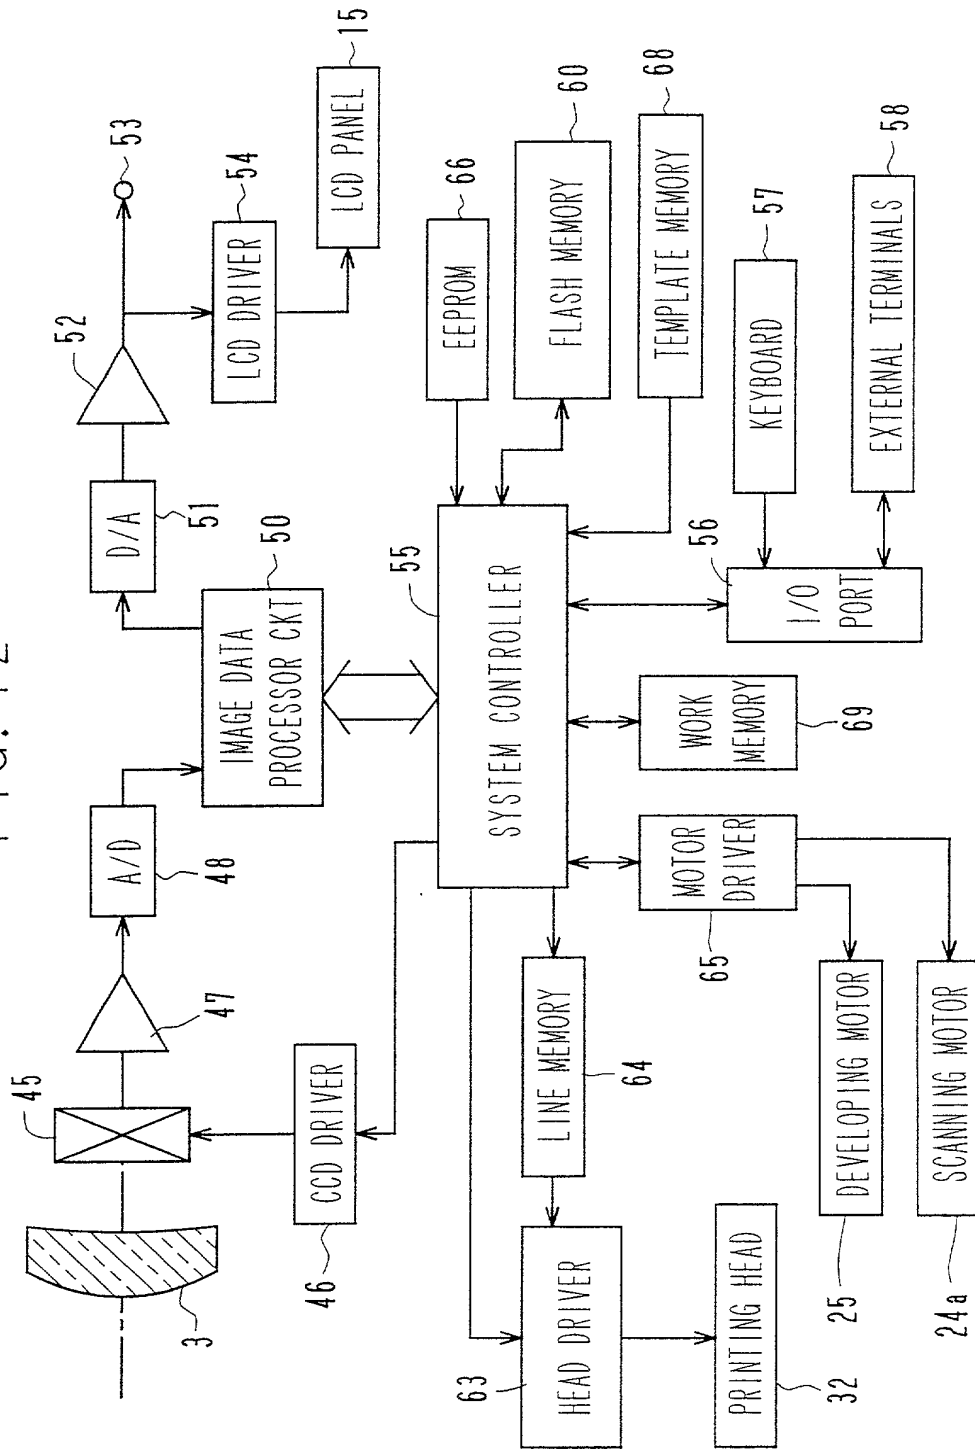 FIG. 12
3
45
47
A/D
48
CCD DRIVER
46
IMAGE DATA
PROCESSOR CKT
50
D/A
51
52
53
LCD DRIVER
54
LCD PANEL
15
SYSTEM CONTROLLER
55
EEPROM
66
FLASH MEMORY
60
TEMPLATE MEMORY
68
KEYBOARD
57
EXTERNAL TERMINALS
58
I/O
PORT
56
WORK
MEMORY
69
MOTOR
DRIVER
65
LINE MEMORY
64
HEAD DRIVER
63
PRINTING HEAD
32
DEVELOPING MOTOR
25
SCANNING MOTOR
24a